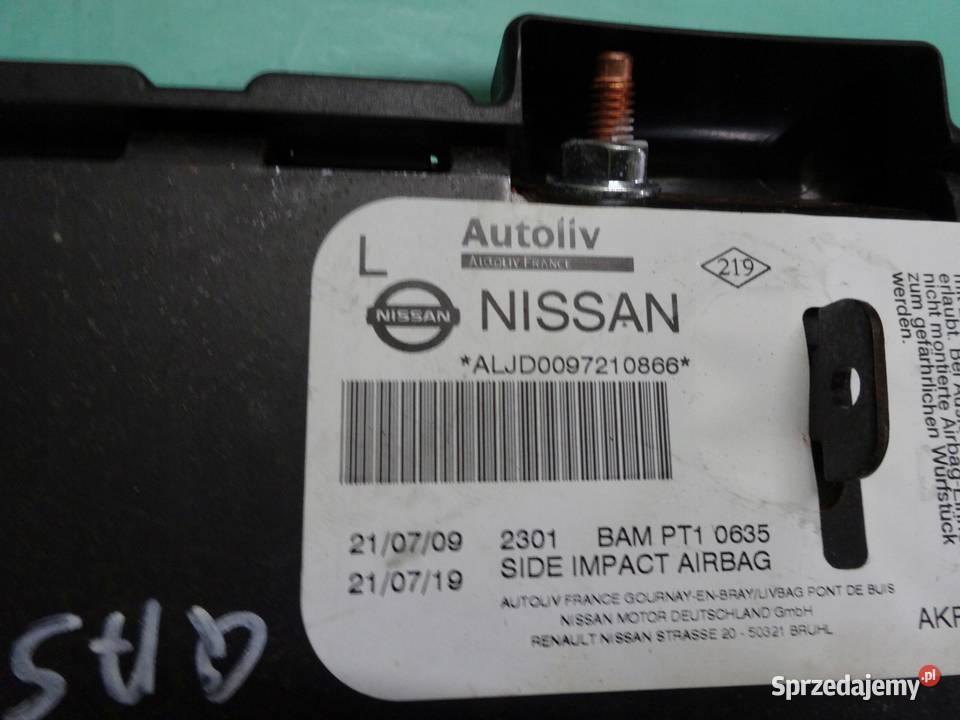 L
Autoliv
AUTOLIV FRANCE
219
NISSAN
NISSAN
*ALJD0097210866*
21/07/09 2301 BAM PT1 0635
21/07/19 SIDE IMPACT AIRBAG
AUTOLIV FRANCE GOURNAY-EN-BRAY/LIVBAG PONT DE BUIS
NISSAN MOTOR DEUTSCHLAND GmbH
RENAULT NISSAN STRASSE 20 - 50321 BRUHL
erlaubt. Bei
nicht montierte Airbag
zum gefährlichen Wurfstück
werden.
Sprzedajemy.pl